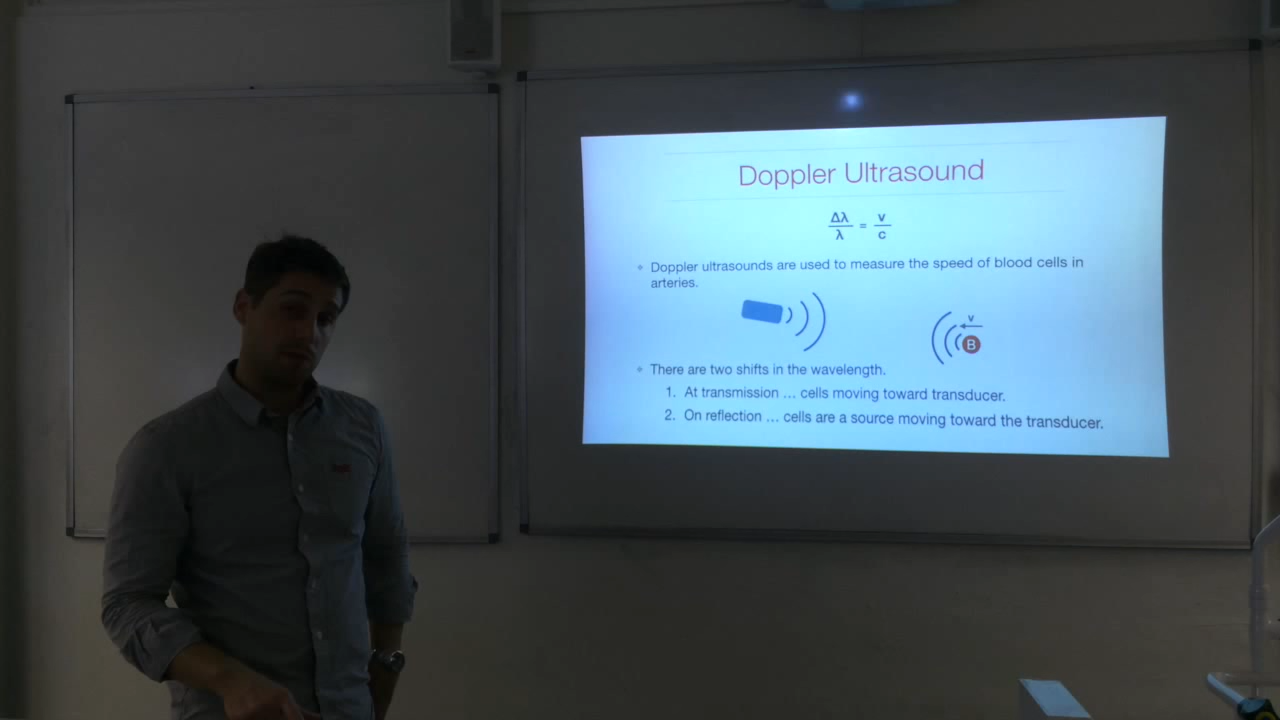 Doppler Ultrasound
Δλ/λ = v/c
Doppler ultrasounds are used to measure the speed of blood cells in
arteries.
v
B
There are two shifts in the wavelength.
1. At transmission … cells moving toward transducer.
2. On reflection … cells are a source moving toward the transducer.